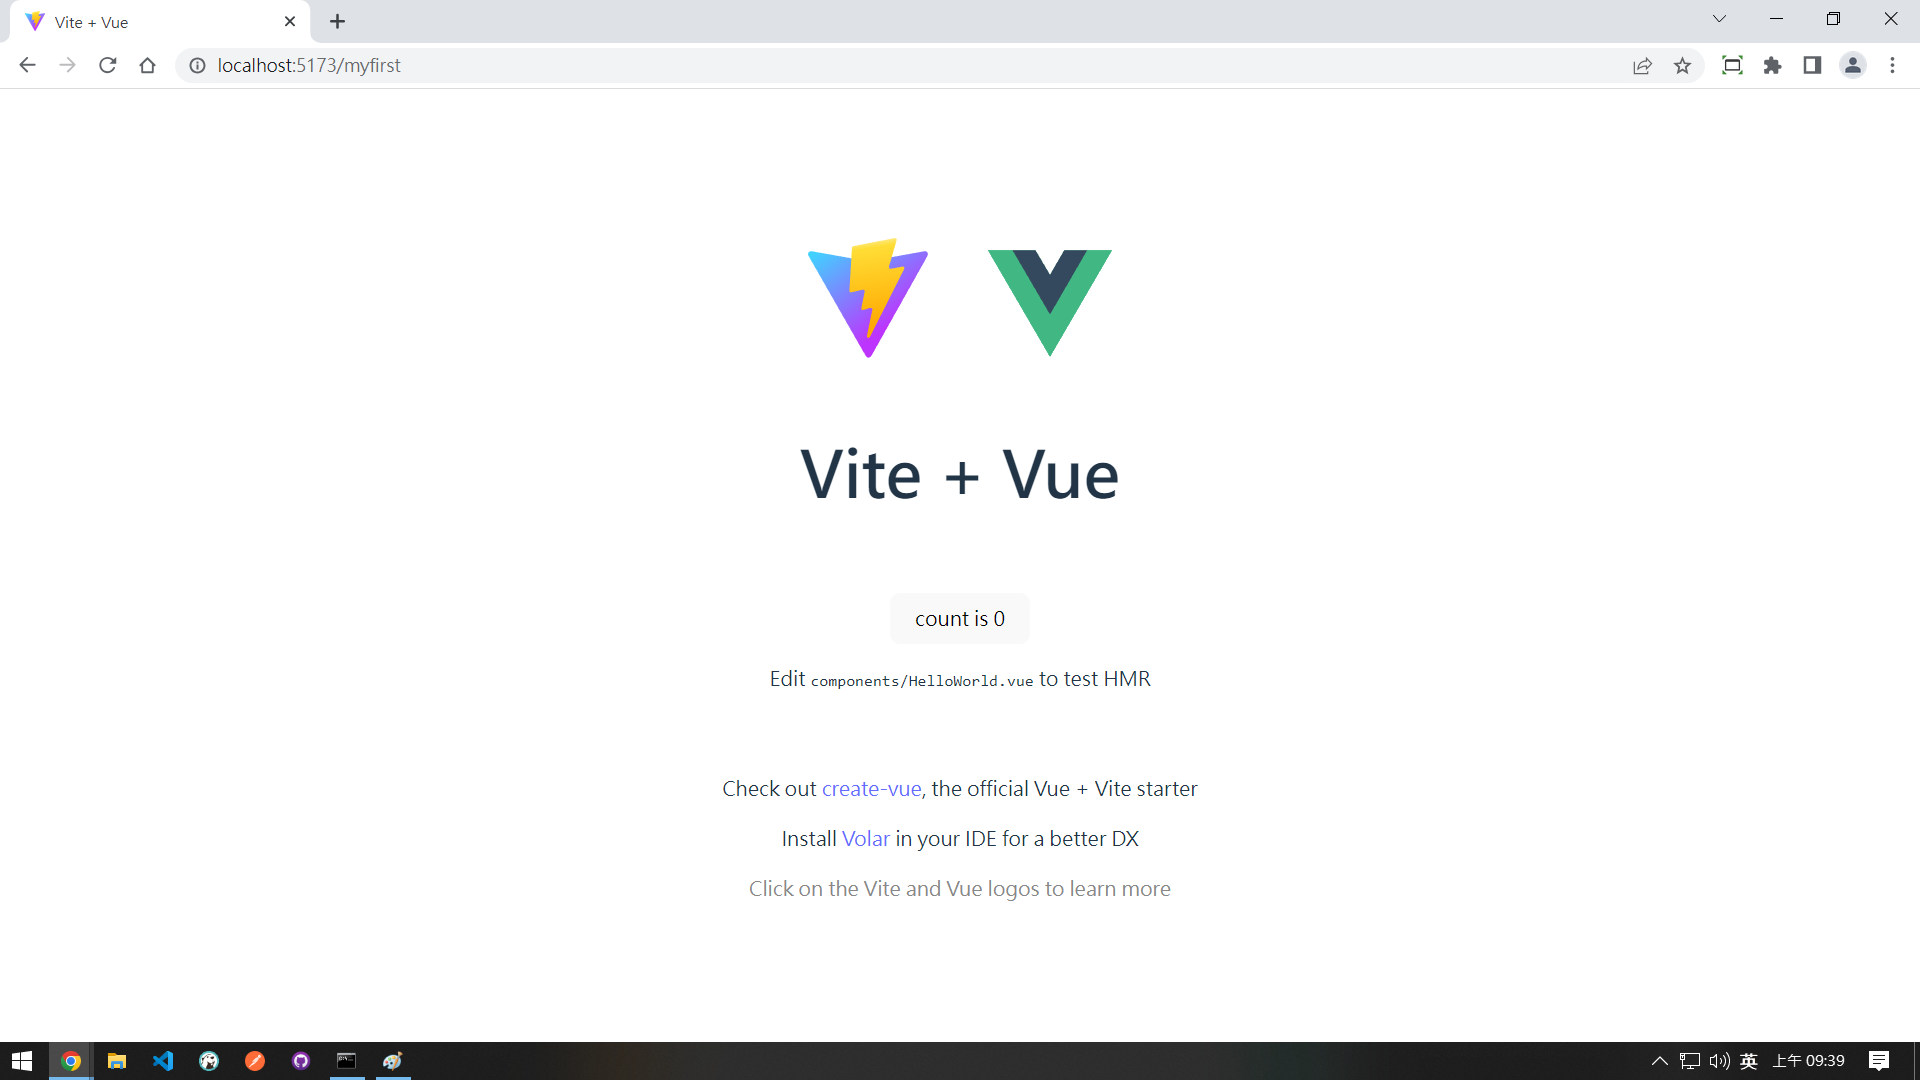 Vite + Vue
localhost:5173/myfirst
Vite + Vue
count is 0
Edit components/HelloWorld.vue to test HMR
Check out create-vue, the official Vue + Vite starter
Install Volar in your IDE for a better DX
Click on the Vite and Vue logos to learn more
英 上午 09:39